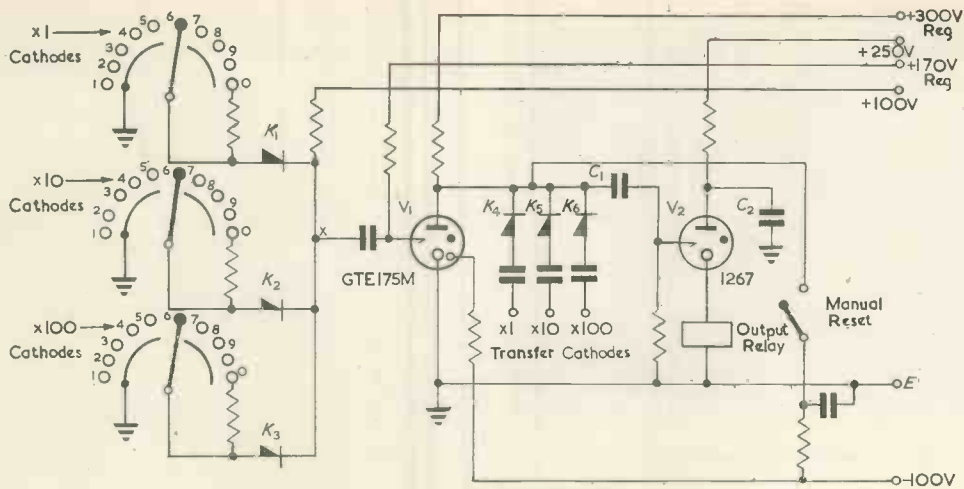 x1
Cathodes
1 2 3 4 5 6 7 8 9 0
K1
x10
Cathodes
1 2 3 4 5 6 7 8 9 0
K2
x100
Cathodes
1 2 3 4 5 6 7 8 9 0
K3
x
V1
GTE175M
K4 K5 K6
C1
x1 x10 x100
Transfer Cathodes
V2
1267
C2
Output
Relay
Manual
Reset
+300V
Reg
+250V
+170V
Reg
+100V
E
-100V